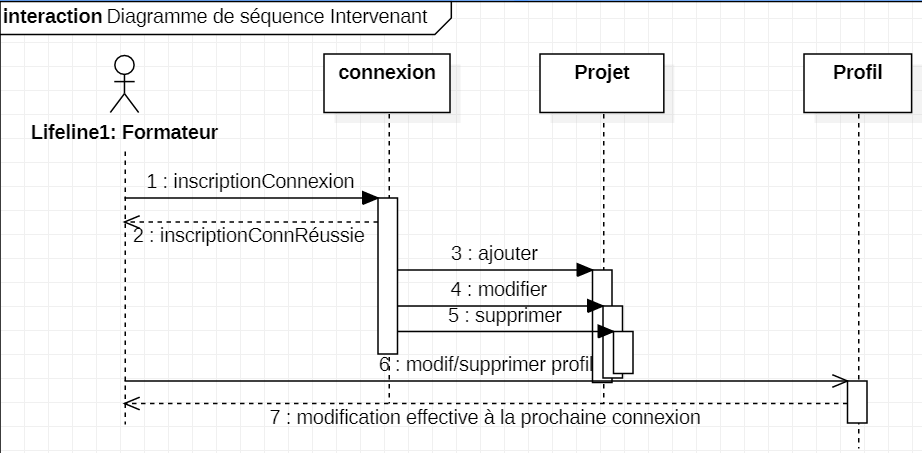 interaction Diagramme de séquence Intervenant
connexion
Projet
Profil
Lifeline1: Formateur
1 : inscriptionConnexion
2 : inscriptionConnRéussie
3 : ajouter
4 : modifier
5 : supprimer
6 : modif/supprimer profil
7 : modification effective à la prochaine connexion